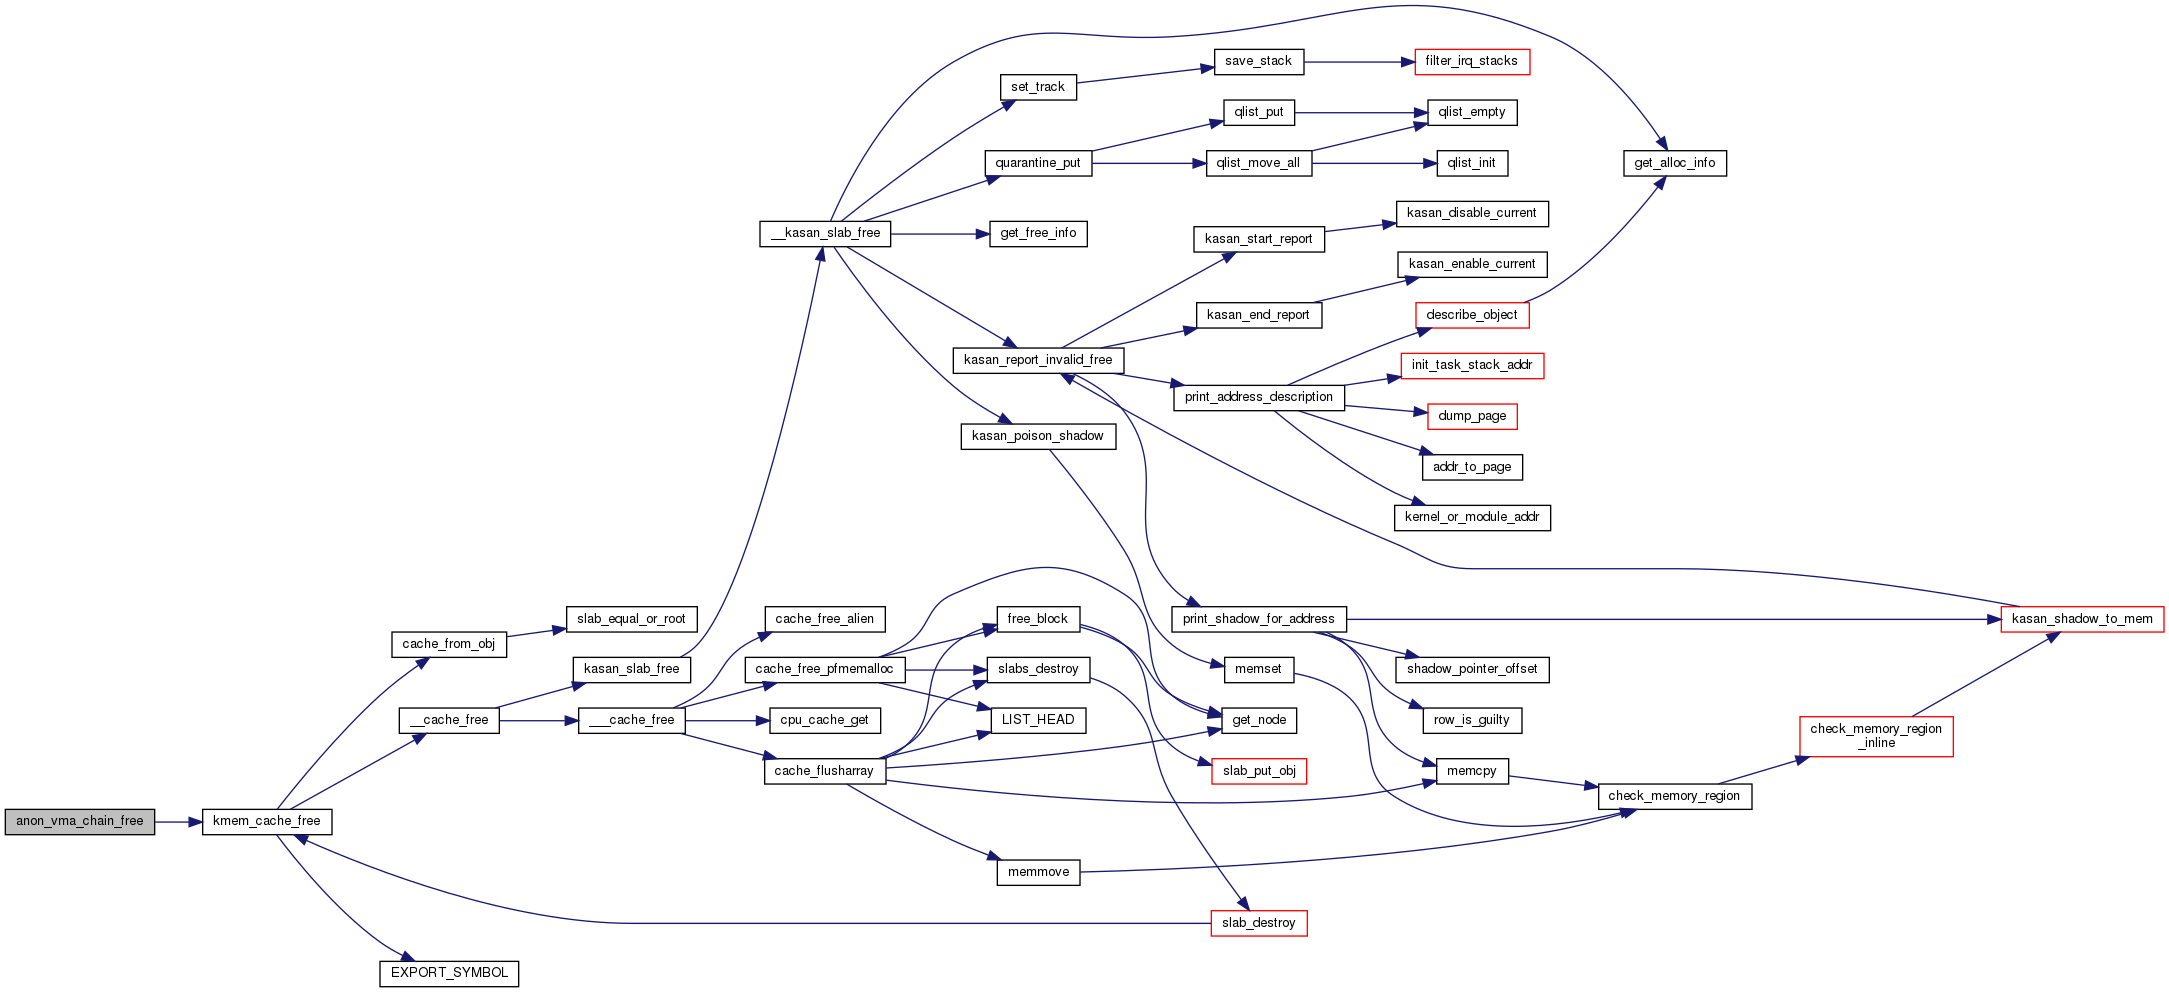 save_stack
filter_irq_stacks
set_track
qlist_put
qlist_empty
quarantine_put
qlist_move_all
qlist_init
get_alloc_info
kasan_disable_current
__kasan_slab_free
get_free_info
kasan_start_report
kasan_enable_current
kasan_end_report
describe_object
kasan_report_invalid_free
init_task_stack_addr
print_address_description
dump_page
kasan_poison_shadow
addr_to_page
kernel_or_module_addr
slab_equal_or_root
cache_free_alien
free_block
print_shadow_for_address
kasan_shadow_to_mem
cache_from_obj
kasan_slab_free
cache_free_pfmemalloc
slabs_destroy
memset
shadow_pointer_offset
__cache_free
___cache_free
cpu_cache_get
LIST_HEAD
get_node
row_is_guilty
check_memory_region
_inline
cache_flusharray
slab_put_obj
memcpy
check_memory_region
anon_vma_chain_free
kmem_cache_free
memmove
slab_destroy
EXPORT_SYMBOL